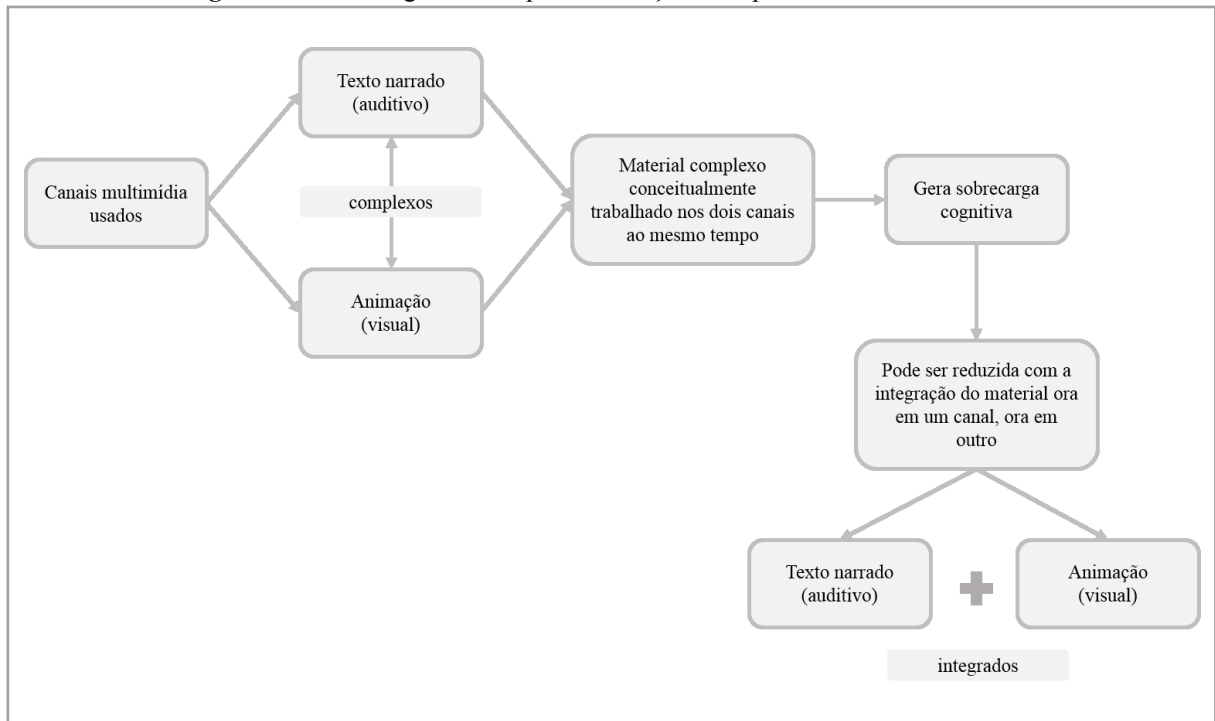 Texto narrado
(auditivo)
Canais multimídia
usados
complexos
Animação
(visual)
Material complexo
conceitualmente
trabalhado nos dois canais
ao mesmo tempo
Gera sobrecarga
cognitiva
Pode ser reduzida com a
integração do material ora
em um canal, ora em
outro
Texto narrado
(auditivo)
Animação
(visual)
integrados